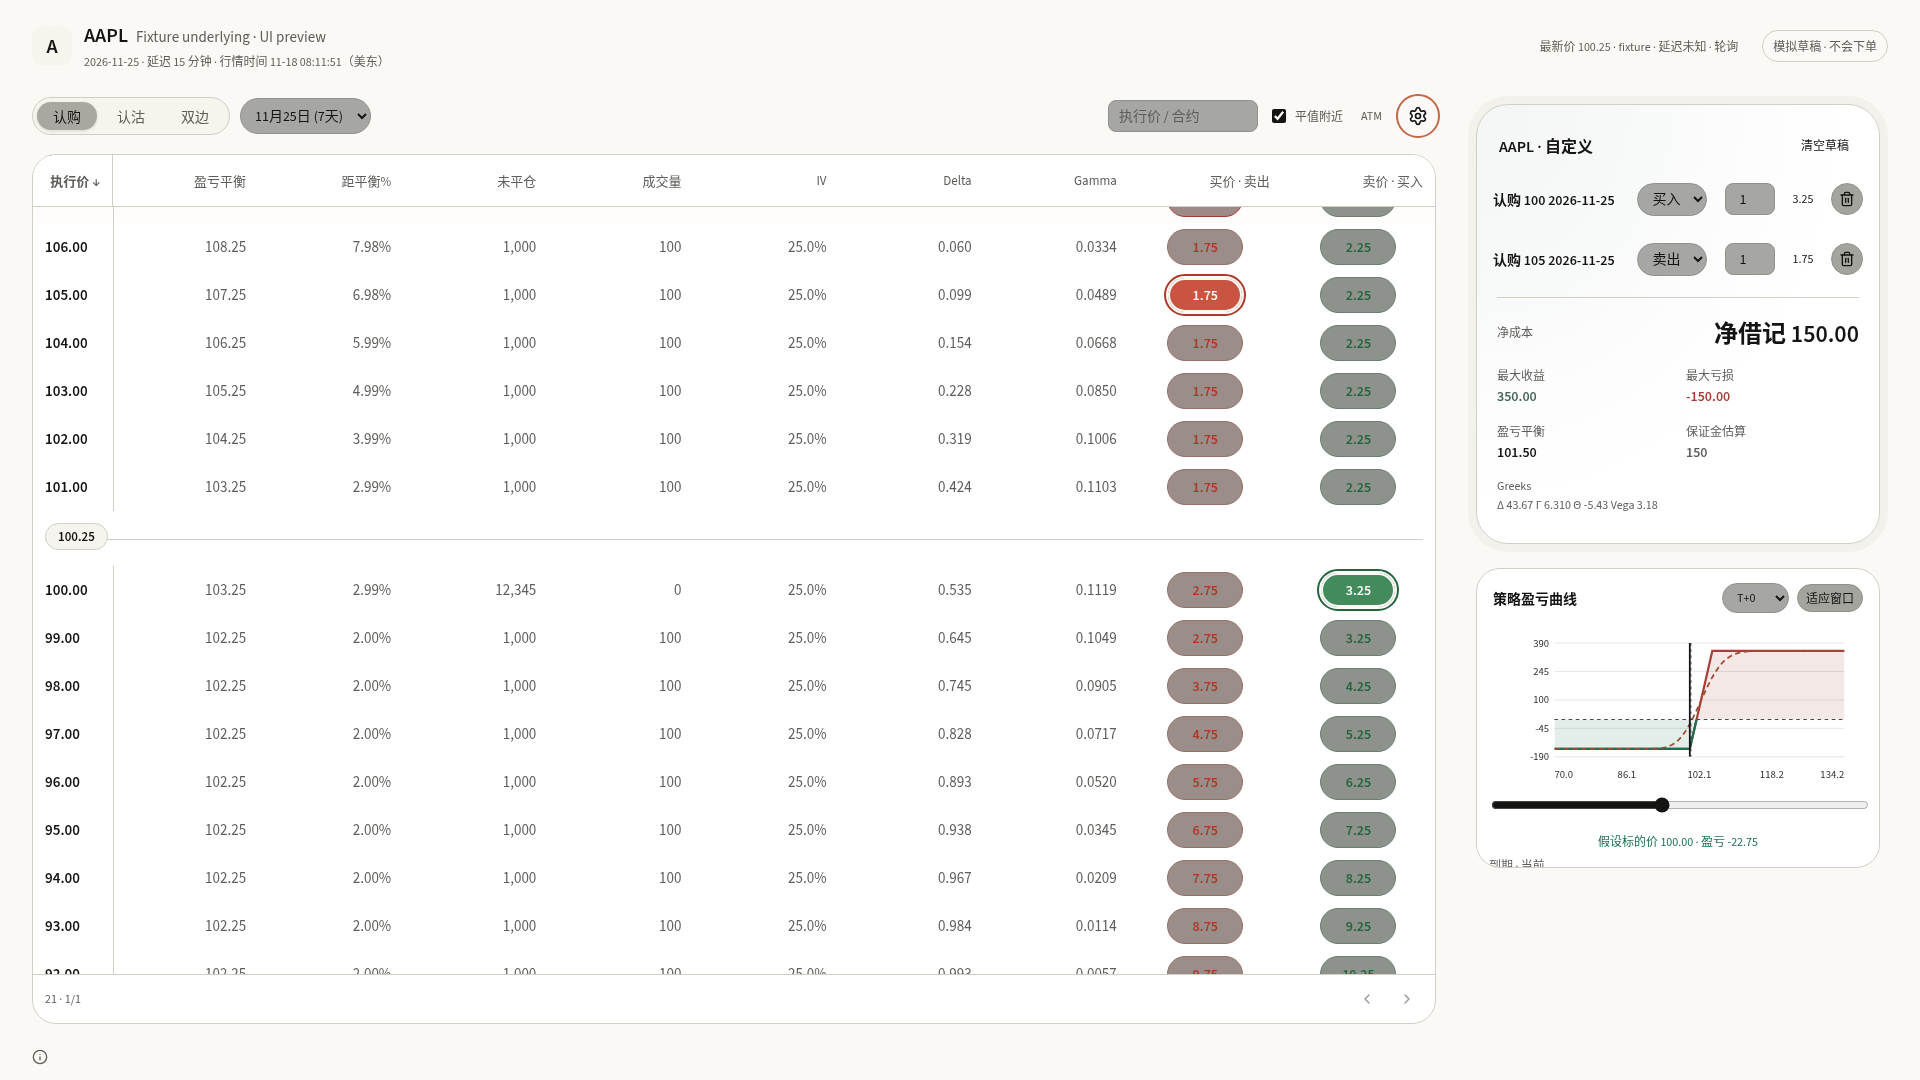 A
AAPL Fixture underlying · UI preview
2026-11-25 · 延迟 15 分钟 · 行情时间 11-18 08:11:51（美东）
最新价 100.25 · fixture · 延迟未知 · 轮询
模拟草稿 · 不会下单
认购 认沽 双边
11月25日 (7天)
执行价 / 合约
平值附近
ATM
执行价↓ 盈亏平衡 距平衡% 未平仓 成交量 IV Delta Gamma 买价 · 卖出 卖价 · 买入
106.00 108.25 7.98% 1,000 100 25.0% 0.060 0.0334 1.75 2.25
105.00 107.25 6.98% 1,000 100 25.0% 0.099 0.0489 1.75 2.25
104.00 106.25 5.99% 1,000 100 25.0% 0.154 0.0668 1.75 2.25
103.00 105.25 4.99% 1,000 100 25.0% 0.228 0.0850 1.75 2.25
102.00 104.25 3.99% 1,000 100 25.0% 0.319 0.1006 1.75 2.25
101.00 103.25 2.99% 1,000 100 25.0% 0.424 0.1103 1.75 2.25
100.25
100.00 103.25 2.99% 12,345 0 25.0% 0.535 0.1119 2.75 3.25
99.00 102.25 2.00% 1,000 100 25.0% 0.645 0.1049 2.75 3.25
98.00 102.25 2.00% 1,000 100 25.0% 0.745 0.0905 3.75 4.25
97.00 102.25 2.00% 1,000 100 25.0% 0.828 0.0717 4.75 5.25
96.00 102.25 2.00% 1,000 100 25.0% 0.893 0.0520 5.75 6.25
95.00 102.25 2.00% 1,000 100 25.0% 0.938 0.0345 6.75 7.25
94.00 102.25 2.00% 1,000 100 25.0% 0.967 0.0209 7.75 8.25
93.00 102.25 2.00% 1,000 100 25.0% 0.984 0.0114 8.75 9.25
92.00 102.25 2.00% 1,000 100 25.0% 0.993 0.0057 9.75 10.25
21 · 1/1
AAPL · 自定义
清空草稿
认购 100 2026-11-25 买入 1 3.25
认购 105 2026-11-25 卖出 1 1.75
净成本 净借记 150.00
最大收益 最大亏损
350.00 -150.00
盈亏平衡 保证金估算
101.50 150
Greeks
Δ 43.67 Γ 6.310 Θ -5.43 Vega 3.18
策略盈亏曲线
T+0
适应窗口
390
245
100
-45
-190
70.0 86.1 102.1 118.2 134.2
假设标的价 100.00 · 盈亏 -22.75
到期 · 当前